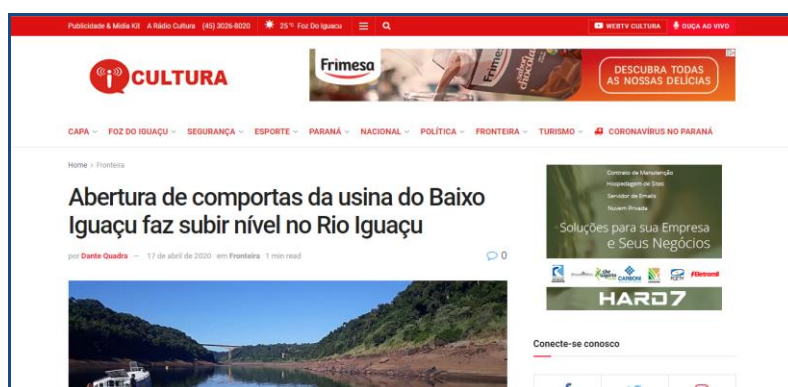 Publicidade & Midia Kit A Rádio Cultura (45) 3026-8020 25 °C Foz Do Iguacu WEBTV CULTURA OUÇA AO VIVO
CULTURA
Frimesa
DESCUBRA TODAS
AS NOSSAS DELÍCIAS
CAPA FOZ DO IGUAÇU SEGURANÇA ESPORTE PARANÁ NACIONAL POLÍTICA FRONTEIRA TURISMO CORONAVÍRUS NO PARANÁ
Home > Fronteira
Abertura de comportas da usina do Baixo
Iguaçu faz subir nível no Rio Iguaçu
por Dante Quadra — 17 de abril de 2020 em Fronteira 1 min read 0
Contrato de Manutenção
Hospedagem de Sites
Servidor de Emails
Nuvem Privada
Soluções para sua Empresa
e Seus Negócios
CARBONI
HARD7
Conecte-se conosco